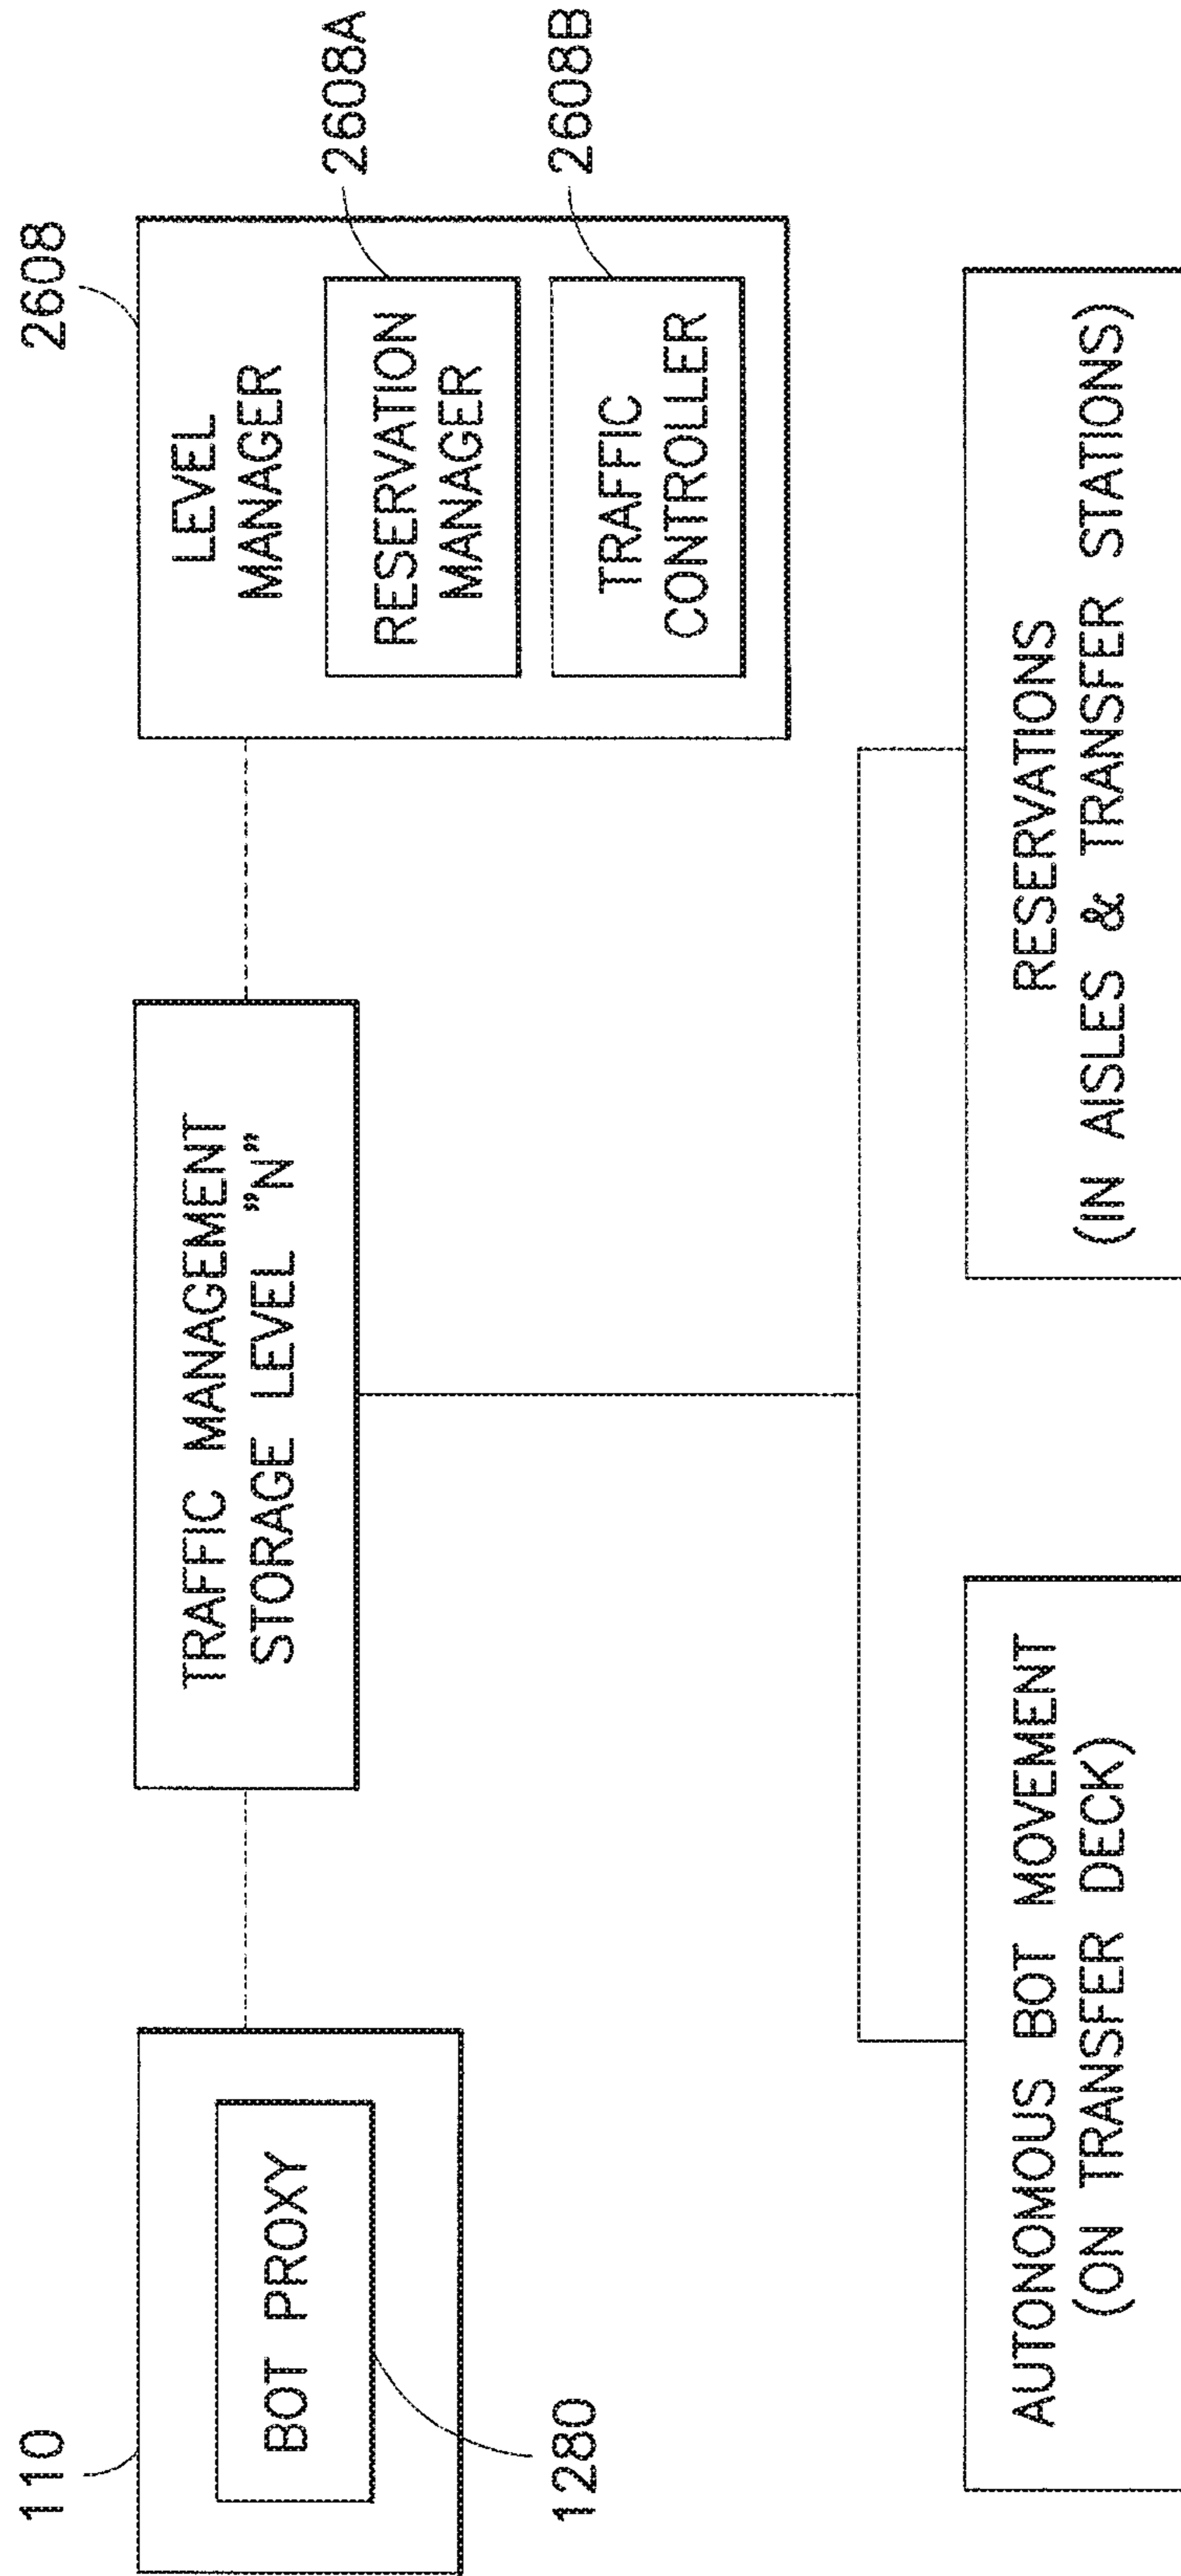 110
BOT PROXY
1280
TRAFFIC MANAGEMENT
STORAGE LEVEL "N"
2608
LEVEL
MANAGER
RESERVATION
MANAGER
2608A
TRAFFIC
CONTROLLER
2608B
AUTONOMOUS BOT MOVEMENT
(ON TRANSFER DECK)
RESERVATIONS
(IN AISLES & TRANSFER STATIONS)